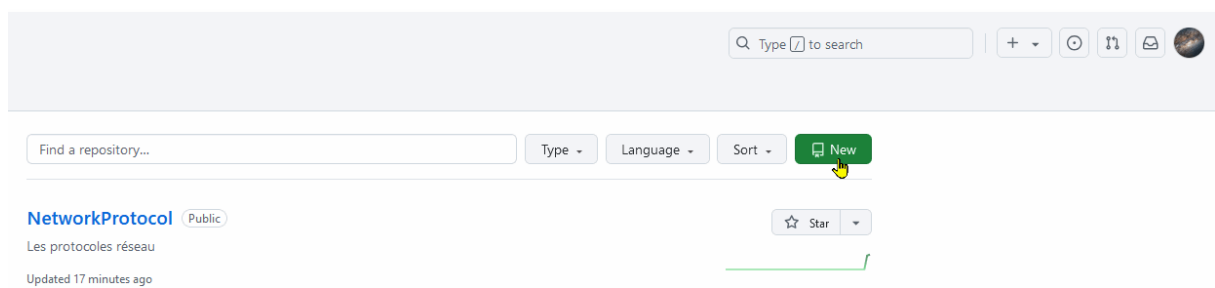 Type / to search
Find a repository...
Type
Language
Sort
New
NetworkProtocol Public
Star
Les protocoles réseau
Updated 17 minutes ago